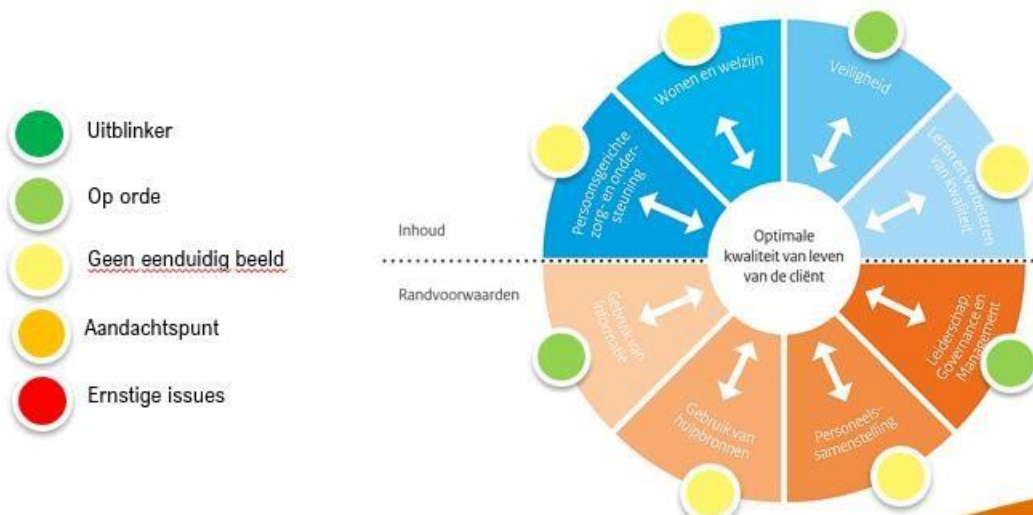 Uitblinker
Op orde
Geen eenduidig beeld
Aandachtspunt
Ernstige issues
Inhoud
Randvoorwaarden
Wonen en welzijn
Veiligheid
Persoonsgerichte
zorg- en onder-
steuning
Leren en verbeteren
van kwaliteit
Optimale
kwaliteit van leven
van de cliënt
Gebruik van
informatie
Leiderschap,
Governance en
Management
Gebruik van
hulpbronnen
Personeels-
samenstelling